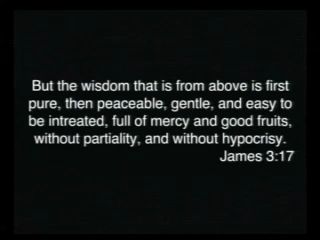 But the wisdom that is from above is first
pure, then peaceable, gentle, and easy to
be intreated, full of mercy and good fruits,
without partiality, and without hypocrisy.
James 3:17